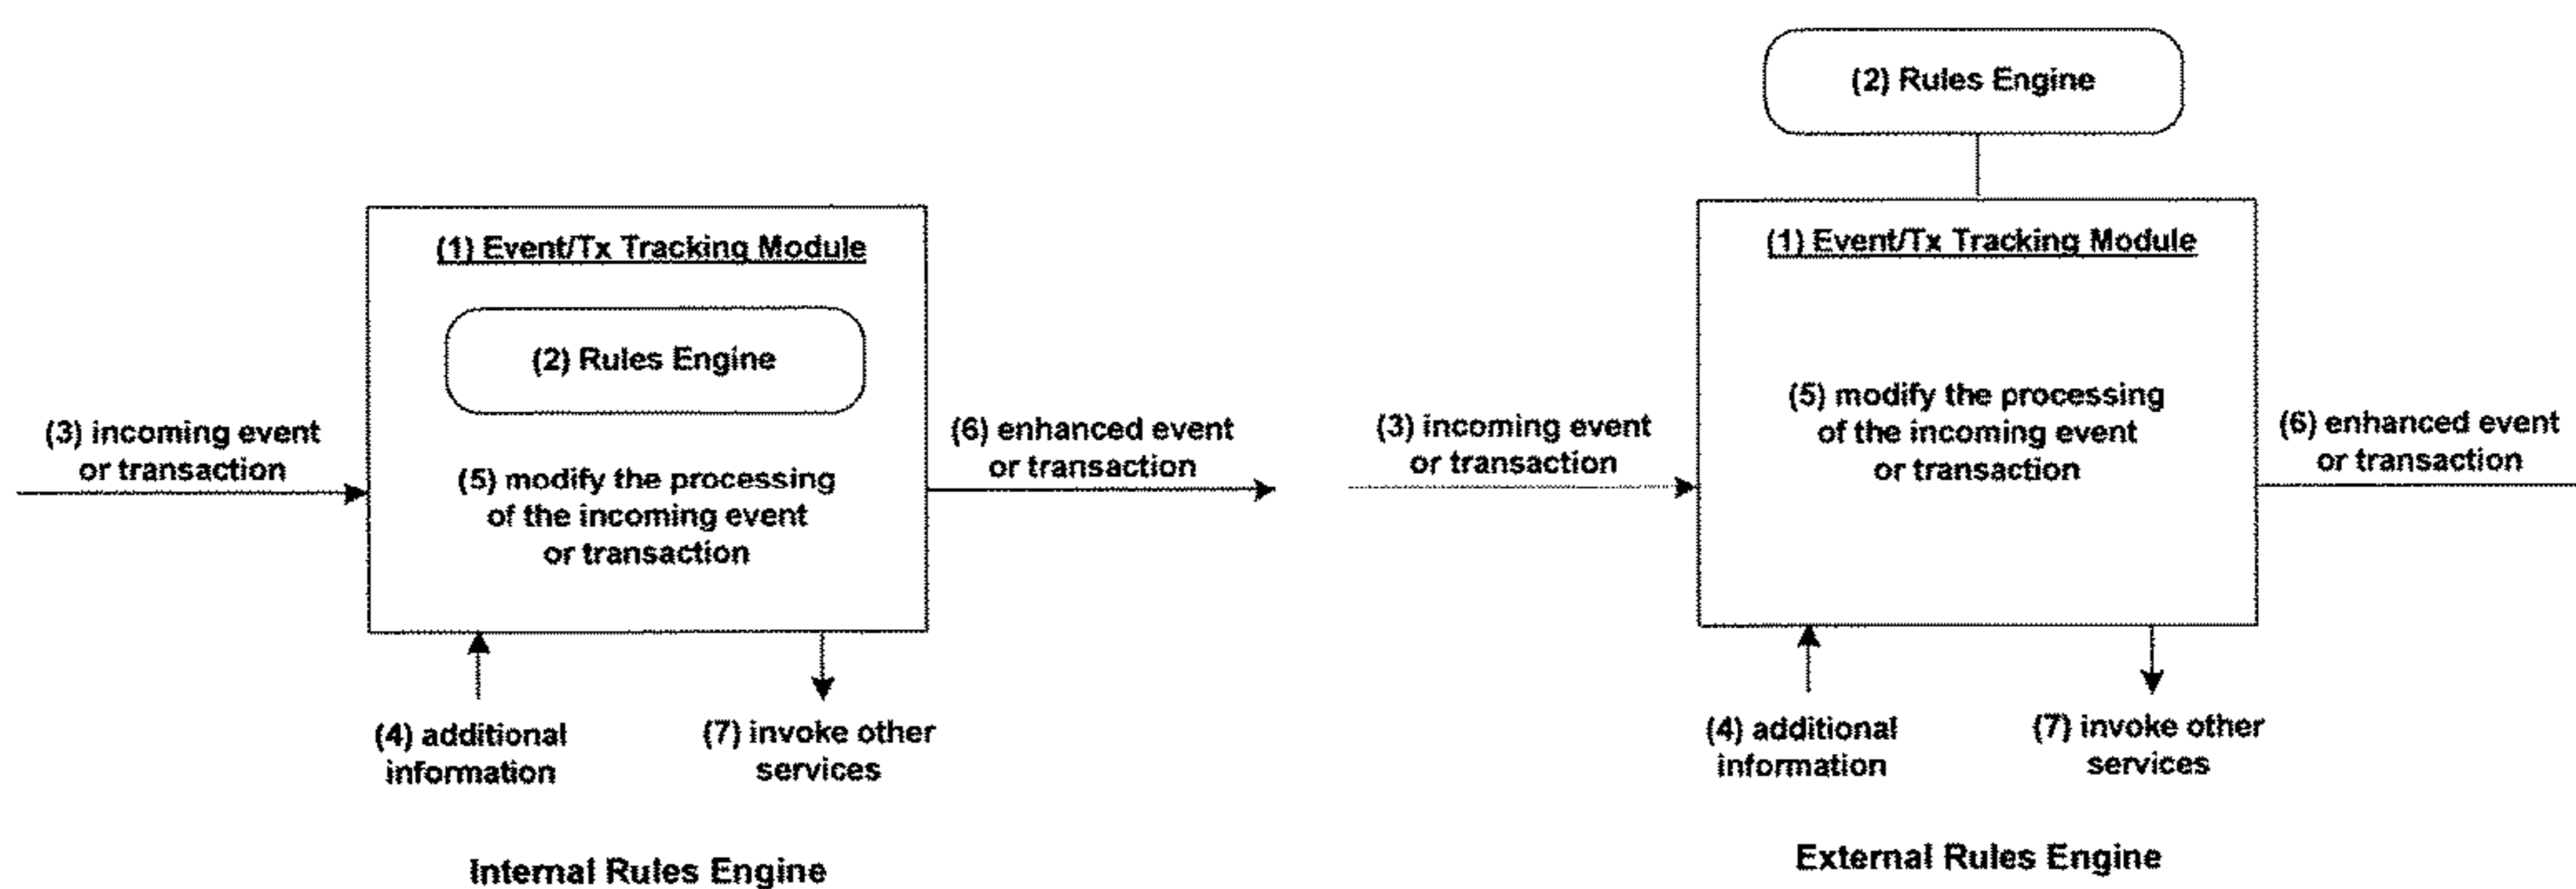 (1) Event/Tx Tracking Module
(2) Rules Engine
(3) incoming event
or transaction
(5) modify the processing
of the incoming event
or transaction
(6) enhanced event
or transaction
(4) additional
information
(7) invoke other
services
Internal Rules Engine
(2) Rules Engine
(1) Event/Tx Tracking Module
(3) incoming event
or transaction
(5) modify the processing
of the incoming event
or transaction
(6) enhanced event
or transaction
(4) additional
information
(7) invoke other
services
External Rules Engine